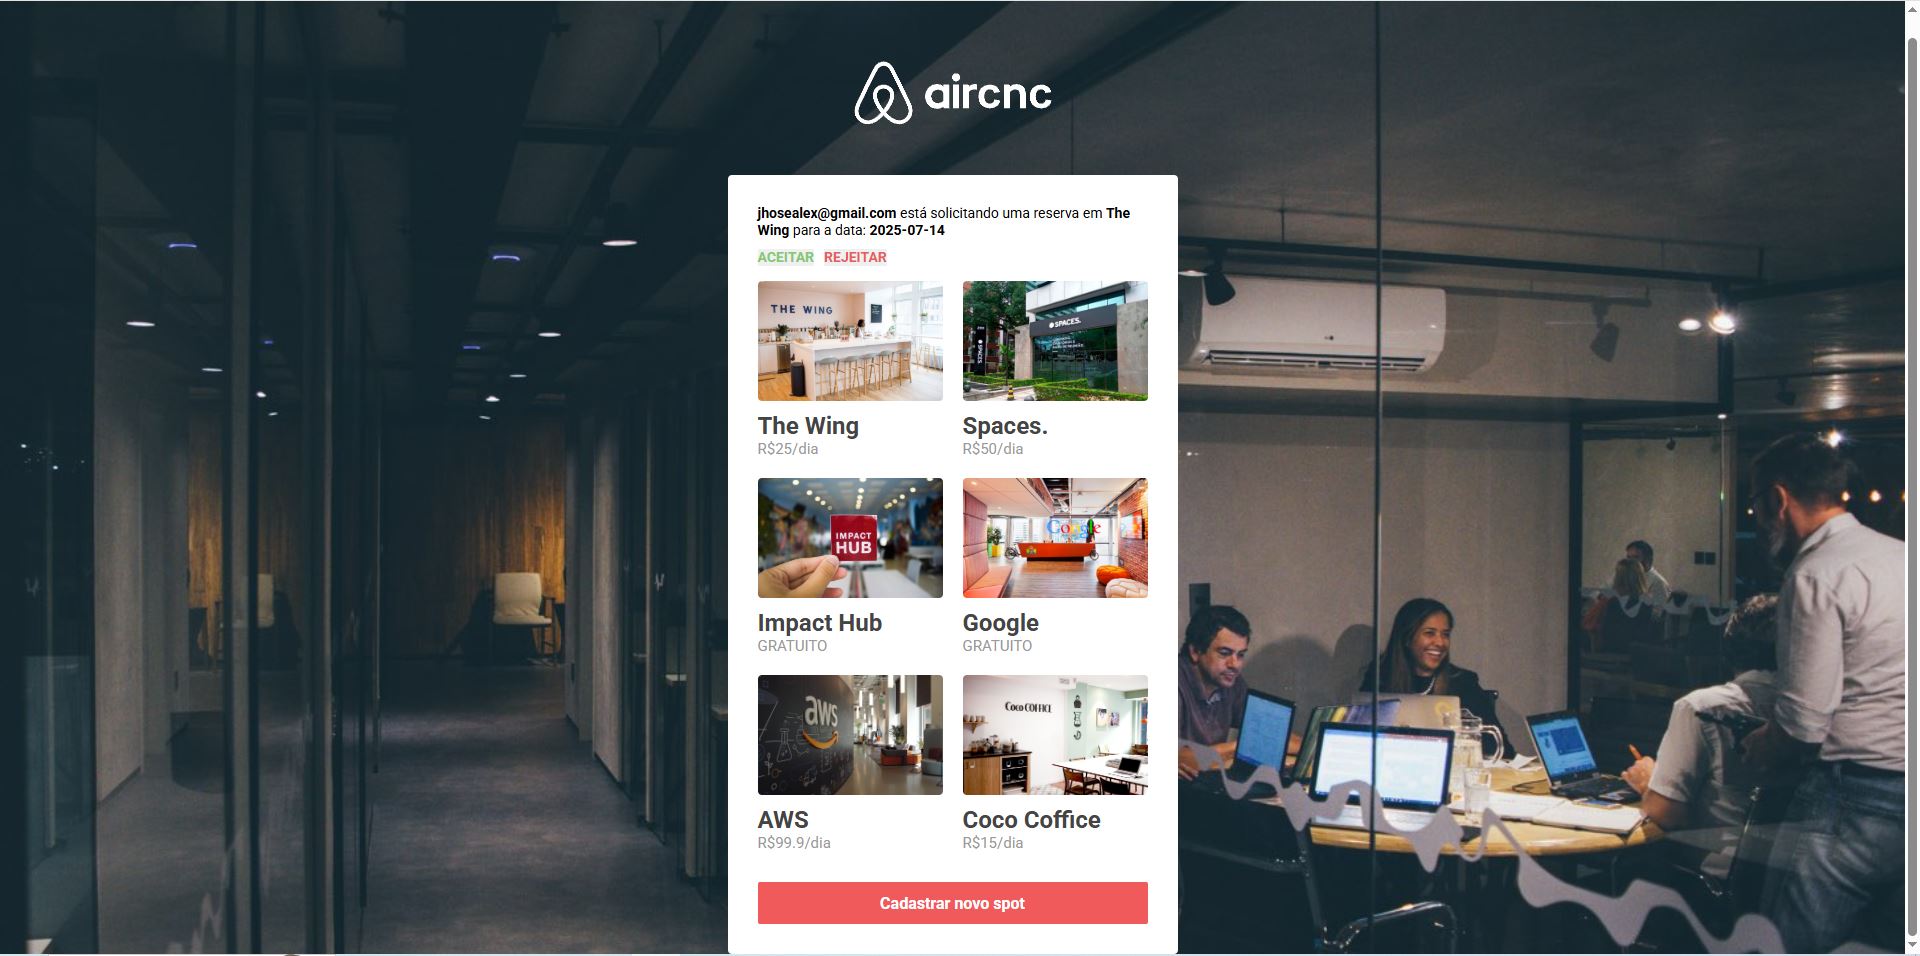 aircnc
jhosealex@gmail.com está solicitando uma reserva em The
Wing para a data: 2025-07-14
ACEITAR REJEITAR
THE WING
SPACES.
SPACES
The Wing
R$25/dia
Spaces.
R$50/dia
IMPACT
HUB
Google
Impact Hub
GRATUITO
Google
GRATUITO
aws
Coco COFFICE
AWS
R$99.9/dia
Coco Coffice
R$15/dia
Cadastrar novo spot